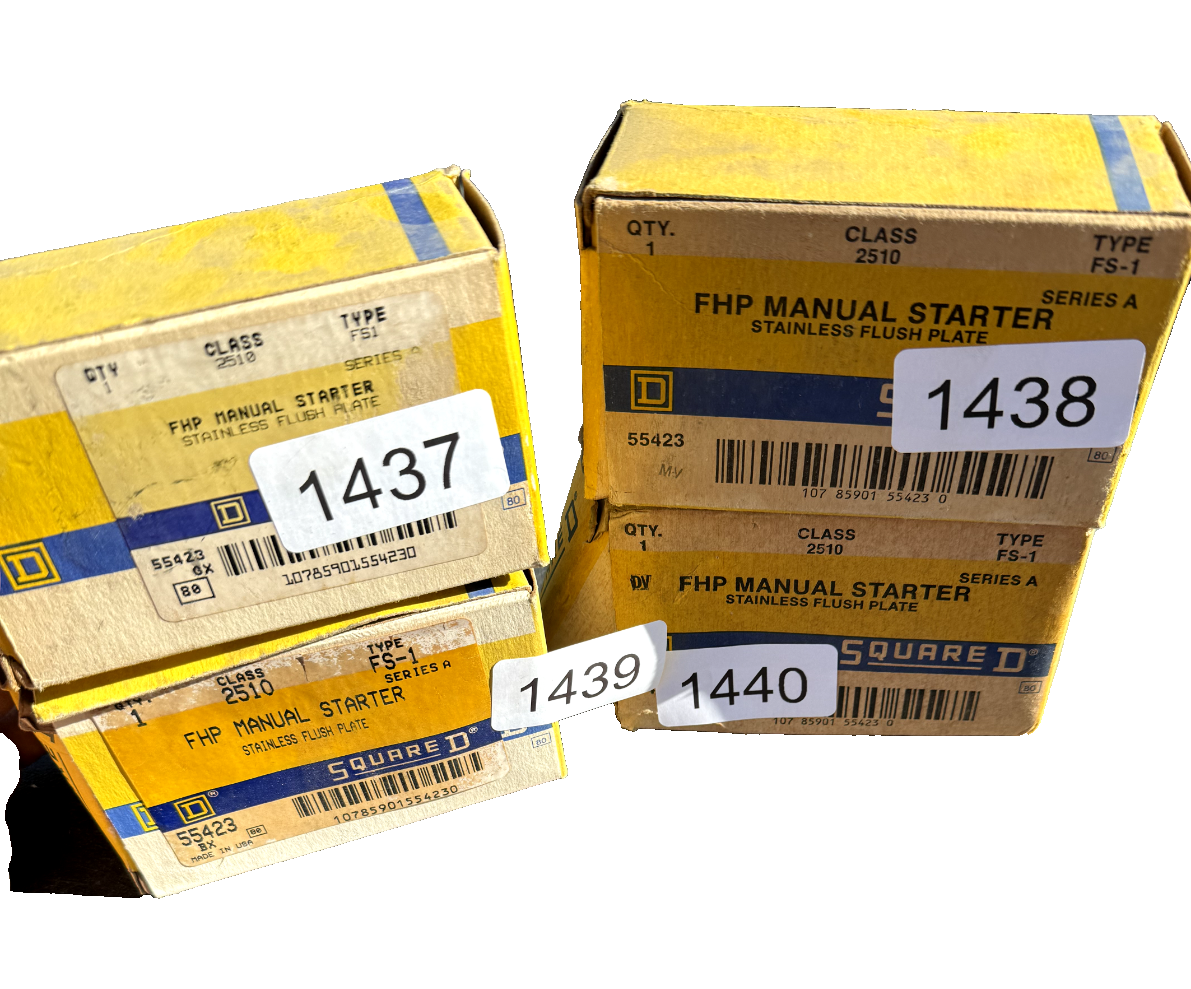 QTY
1
CLASS
2510
TYPE
FS1
SERIES A
FHP MANUAL STARTER
STAINLESS FLUSH PLATE
1437
D
D
80
55423
BX
80
10785901554230
QTY.
1
CLASS
2510
TYPE
FS-1
SERIES A
FHP MANUAL STARTER
STAINLESS FLUSH PLATE
D
1438
55423
80
107 85901 55423 0
1
CLASS
2510
TYPE
FS-1
SERIES A
FHP MANUAL STARTER
STAINLESS FLUSH PLATE
1439
SQUARE D®
D®
80
55423
BX
80
MADE IN USA
10785901554230
QTY.
1
CLASS
2510
TYPE
FS-1
SERIES A
DV
FHP MANUAL STARTER
STAINLESS FLUSH PLATE
SQUARE D®
1440
80
107 85901 55423 0